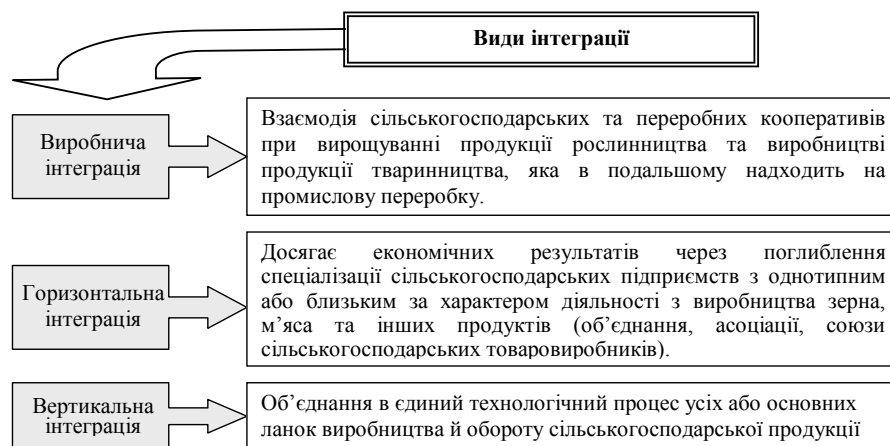 Види інтеграції
Виробнича
інтеграція
Взаємодія сільськогосподарських та переробних кооперативів
при вирощуванні продукції рослинництва та виробництві
продукції тваринництва, яка в подальшому надходить на
промислову переробку.
Горизонтальна
інтеграція
Досягає економічних результатів через поглиблення
спеціалізації сільськогосподарських підприємств з однотипним
або близьким за характером діяльності з виробництва зерна,
м’яса та інших продуктів (об’єднання, асоціації, союзи
сільськогосподарських товаровиробників).
Вертикальна
інтеграція
Об’єднання в єдиний технологічний процес усіх або основних
ланок виробництва й обороту сільськогосподарської продукції